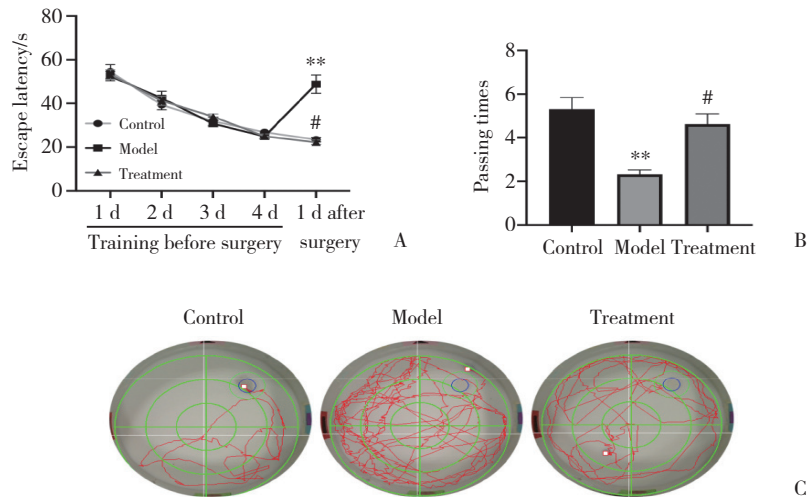 80
60
40
20
0
Escape latency/s
**
#
Control
Model
Treatment
1 d 2 d 3 d 4 d 1 d after
surgery
Training before surgery
A
8
6
4
2
0
Passing times
**
#
Control Model Treatment
B
Control Model Treatment
C